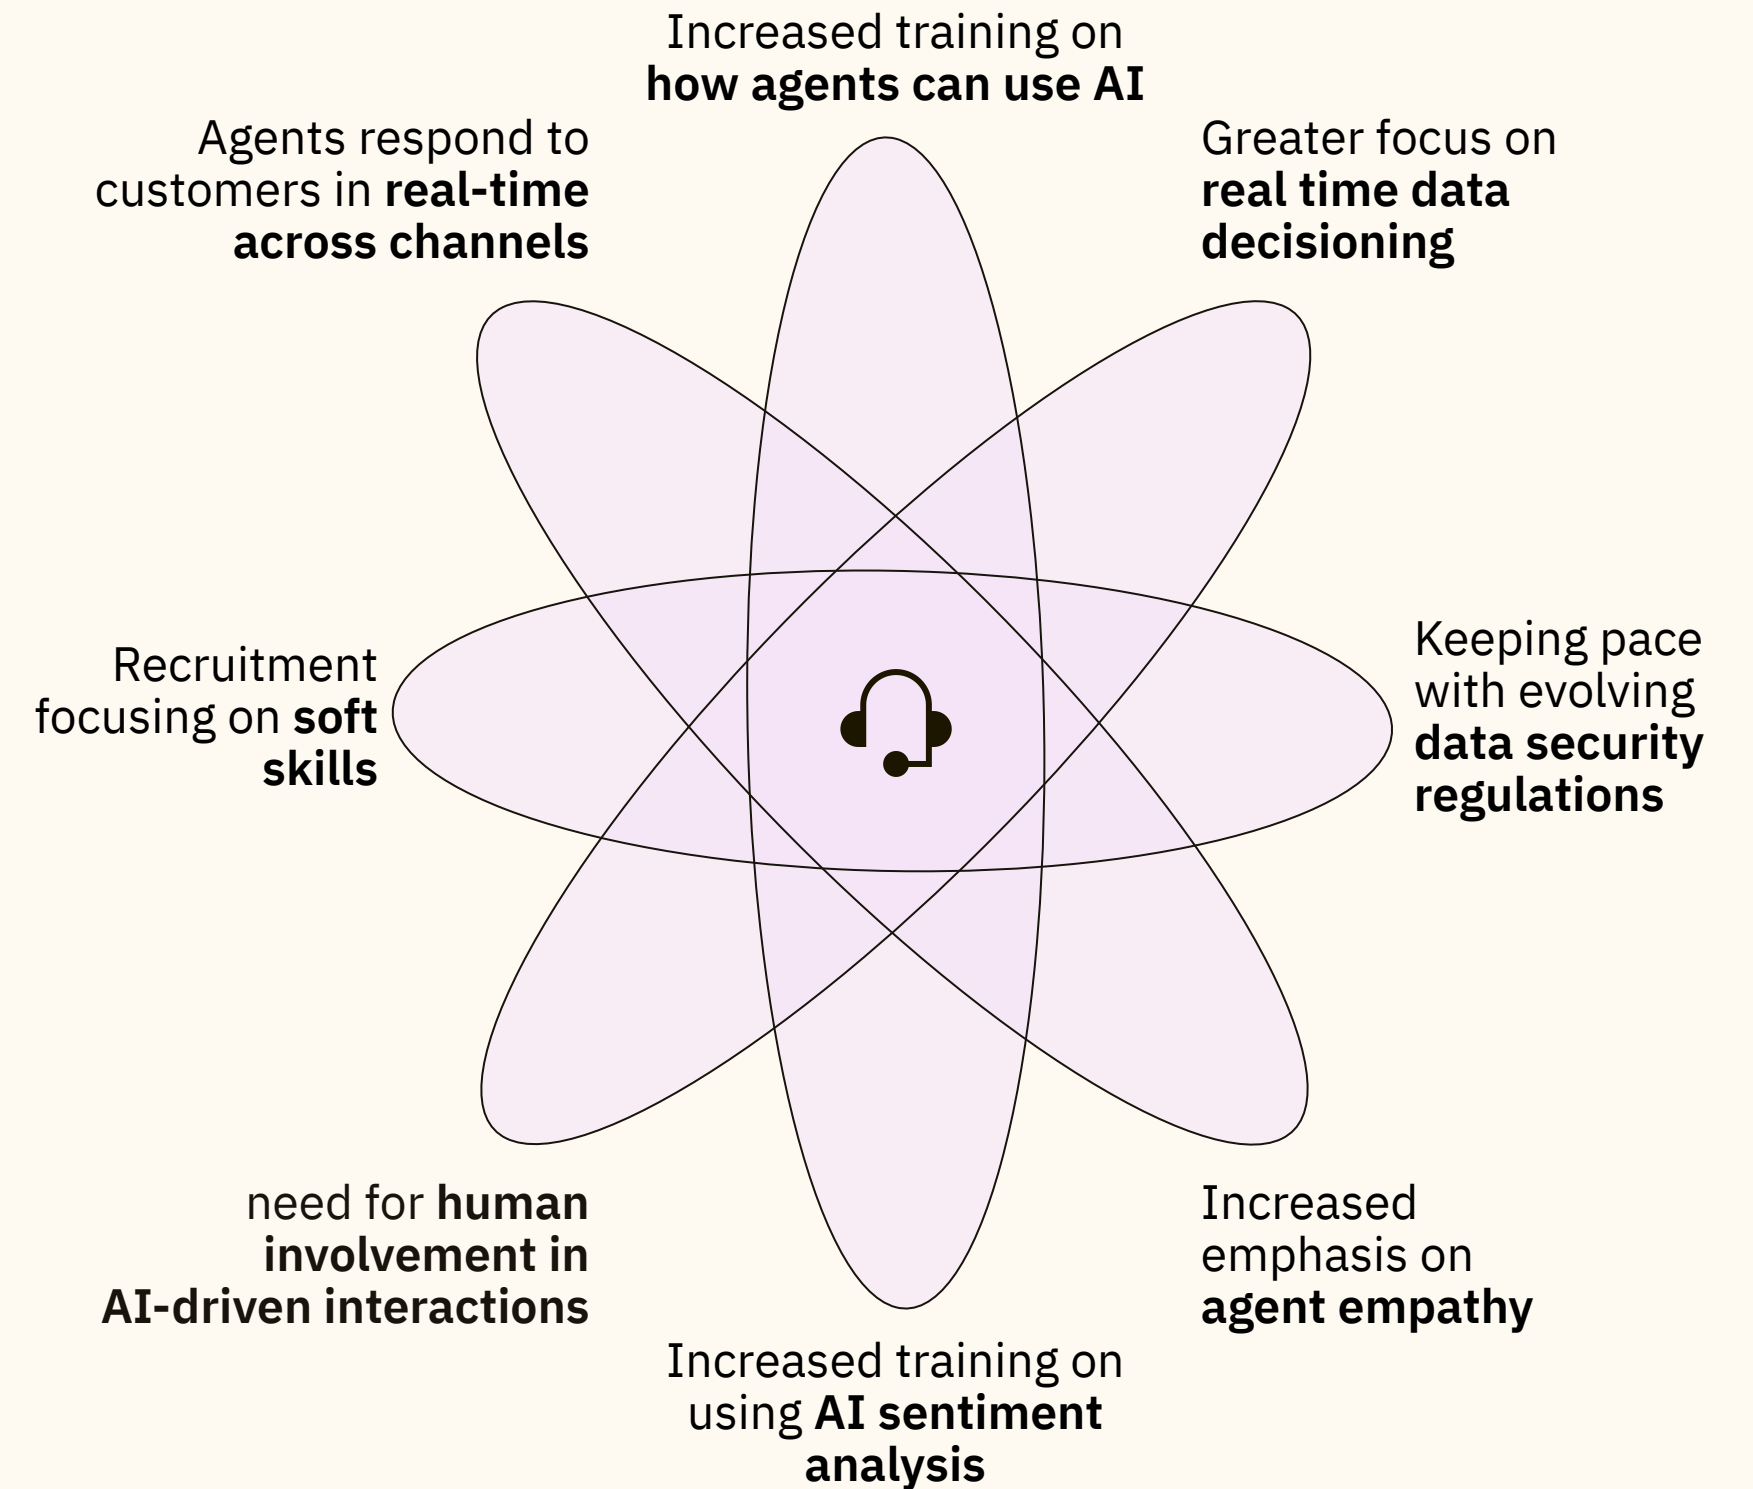 Increased training on
how agents can use AI
Agents respond to
customers in real-time
across channels
Greater focus on
real time data
decisioning
Recruitment
focusing on soft
skills
Keeping pace
with evolving
data security
regulations
need for human
involvement in
AI-driven interactions
Increased
emphasis on
agent empathy
Increased training on
using AI sentiment
analysis